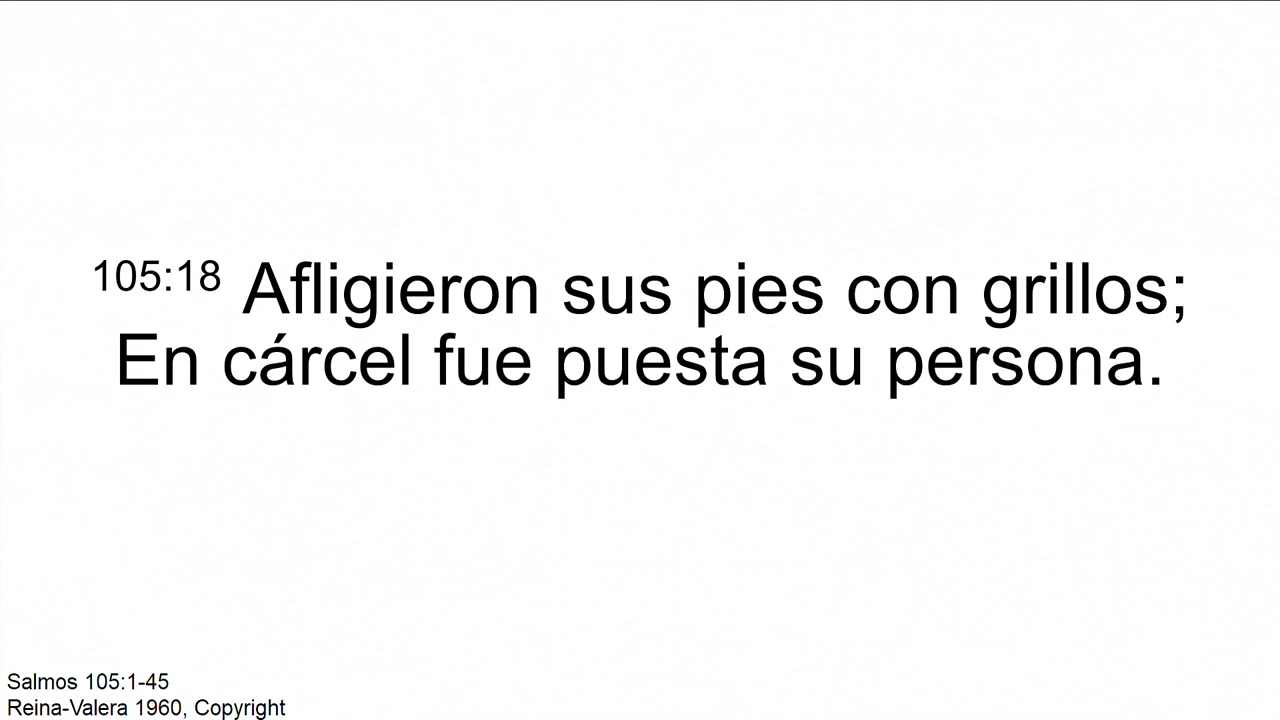 105:18 Afligieron sus pies con grillos;
En cárcel fue puesta su persona.
Salmos 105:1-45
Reina-Valera 1960, Copyright